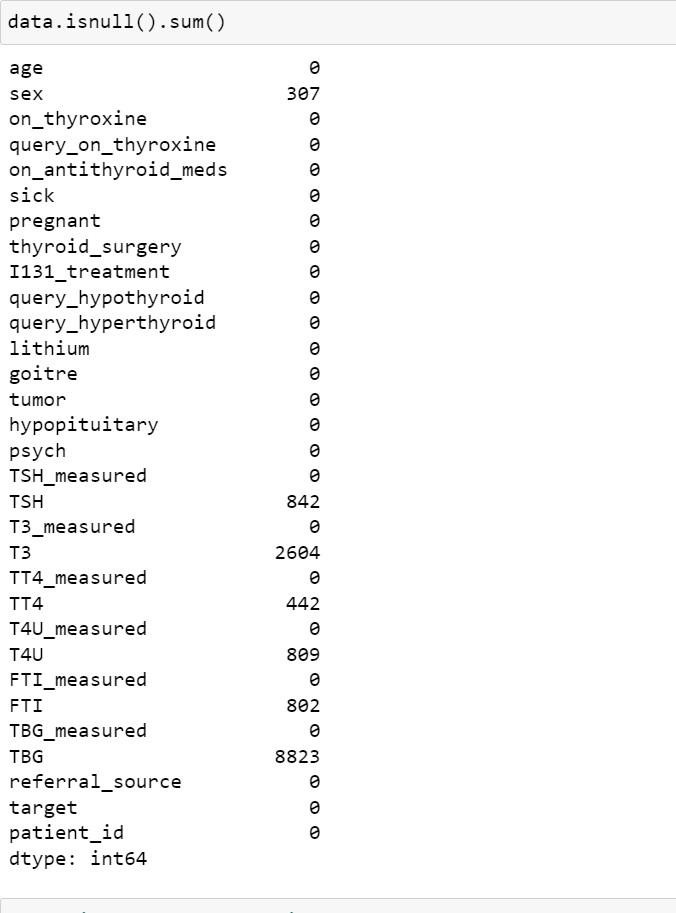 data.isnull().sum()
age 0
sex 307
on_thyroxine 0
query_on_thyroxine 0
on_antithyroid_meds 0
sick 0
pregnant 0
thyroid_surgery 0
I131_treatment 0
query_hypothyroid 0
query_hyperthyroid 0
lithium 0
goitre 0
tumor 0
hypopituitary 0
psych 0
TSH_measured 0
TSH 842
T3_measured 0
T3 2604
TT4_measured 0
TT4 442
T4U_measured 0
T4U 809
FTI_measured 0
FTI 802
TBG_measured 0
TBG 8823
referral_source 0
target 0
patient_id 0
dtype: int64